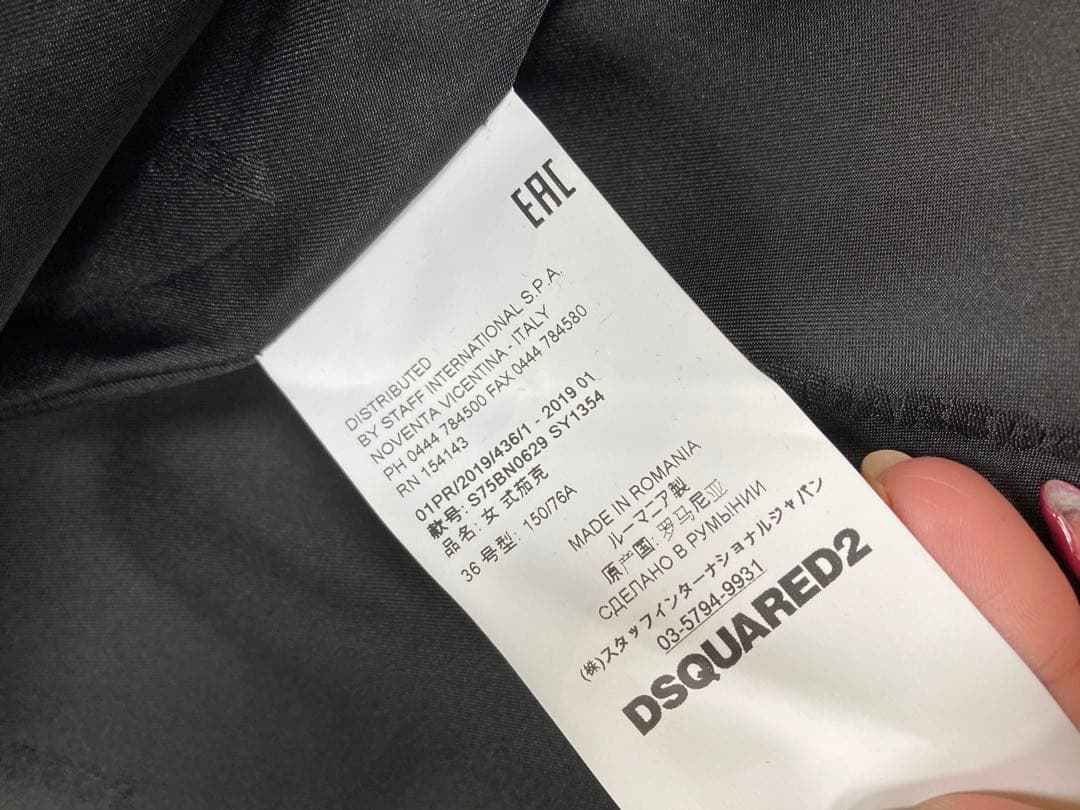 EAC
DISTRIBUTED
BY STAFF INTERNATIONAL S.P.A.
NOVENTA VICENTINA - ITALY
PH 0444 784500 FAX 0444 784580
RN 154143
01PR/2019/436/1 - 2019 01
款号: S75BN0629 SY1354
品名: 女 式茄克
36 号型: 150/76A
MADE IN ROMANIA
ルーマニア製
原产国: 罗马尼亚
СДЕЛАНО В РУМЫНИИ
(株)スタッフインターナショナルジャパン
03-5794-9931
DSQUARED2